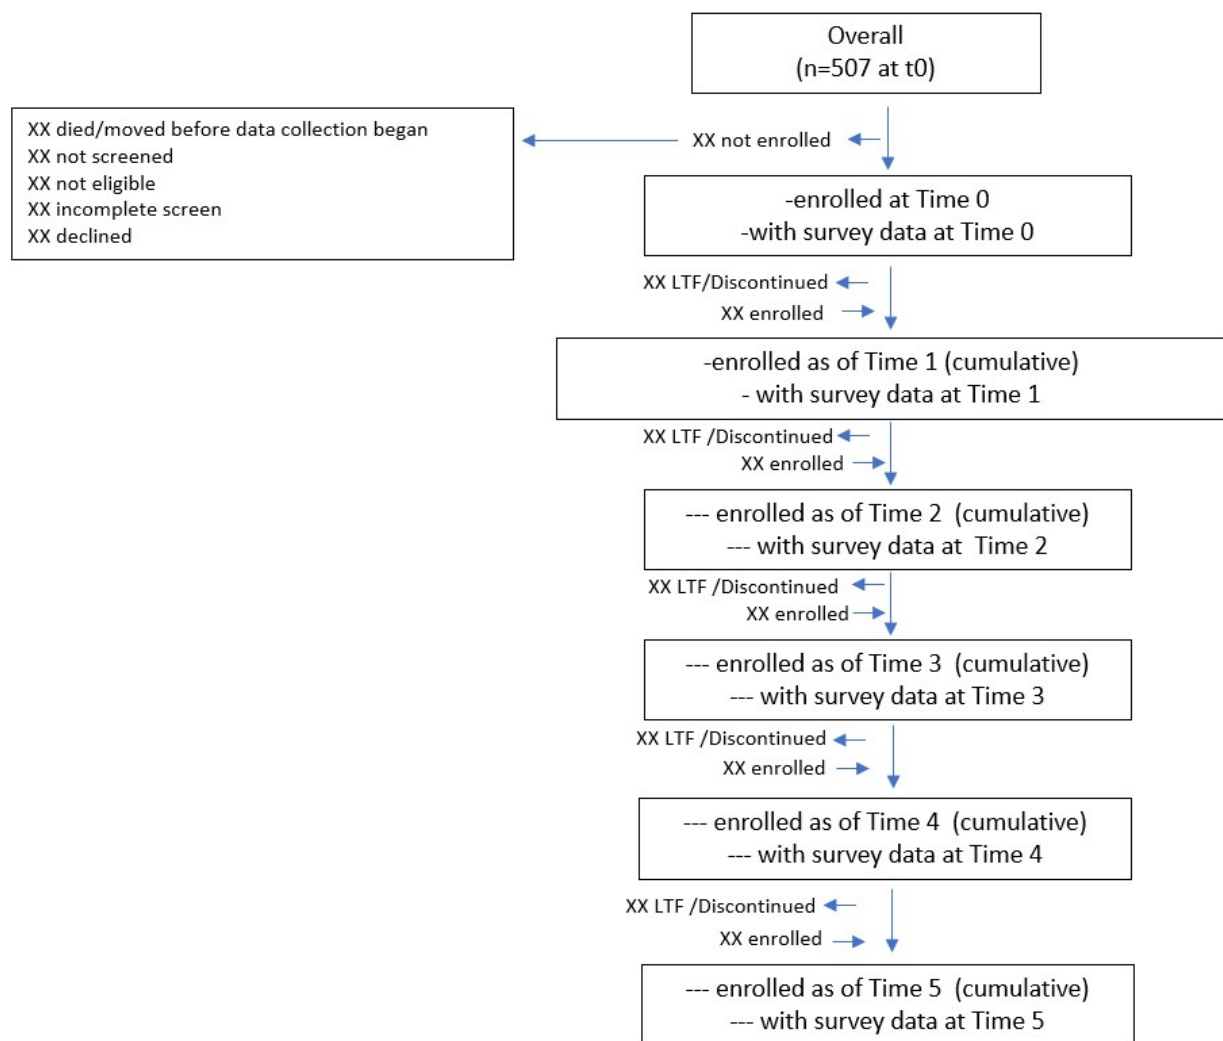 Overall
(n=507 at t0)
XX not enrolled
XX died/moved before data collection began
XX not screened
XX not eligible
XX incomplete screen
XX declined
-enrolled at Time 0
-with survey data at Time 0
XX LTF/Discontinued
XX enrolled
-enrolled as of Time 1 (cumulative)
- with survey data at Time 1
XX LTF /Discontinued
XX enrolled
--- enrolled as of Time 2  (cumulative)
--- with survey data at  Time 2
XX LTF /Discontinued
XX enrolled
--- enrolled as of Time 3  (cumulative)
--- with survey data at Time 3
XX LTF /Discontinued
XX enrolled
--- enrolled as of Time 4  (cumulative)
--- with survey data at Time 4
XX LTF /Discontinued
XX enrolled
--- enrolled as of Time 5  (cumulative)
--- with survey data at Time 5